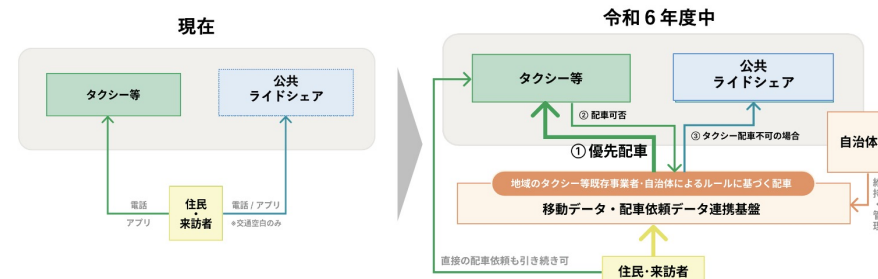 現在
タクシー等
公共
ライドシェア
電話
アプリ
住民
・
来訪者
電話 / アプリ
※交通空白のみ
令和6年度中
タクシー等
公共
ライドシェア
② 配車可否
③ タクシー配車不可の場合
① 優先配車
自治体
地域のタクシー等既存事業者・自治体によるルールに基づく配車
移動データ・配車依頼データ連携基盤
直接の配車依頼も引き続き可
住民・来訪者
管
理